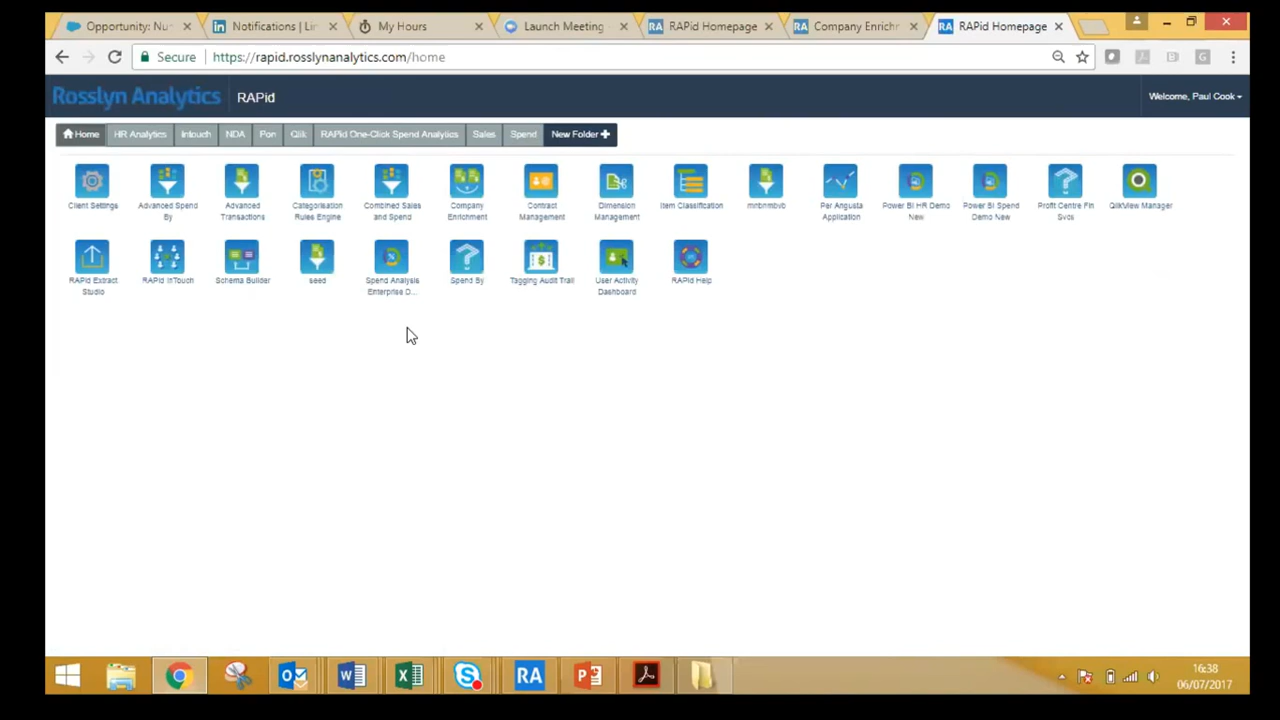 Opportunity: Nu
Notifications | Li
My Hours
Launch Meeting
RAPid Homepage
Company Enrichr
RAPid Homepage
Secure
https://rapid.rosslynanalytics.com/home
Rosslyn Analytics
RAPid
Welcome, Paul Cook
Home
HR Analytics
Intouch
NDA
Pon
Qlik
RAPid One-Click Spend Analytics
Sales
Spend
New Folder
Client Settings
Advanced Spend
By
Advanced
Transactions
Categorisation
Rules Engine
Combined Sales
and Spend
Company
Enrichment
Contract
Management
Dimension
Management
Item Classification
mnbnmbvb
Per Angusta
Application
Power BI HR Demo
New
Power BI Spend
Demo New
Profit Centre Fin
Svcs
QlikView Manager
RAPid Extract
Studio
RAPid InTouch
Schema Builder
seed
Spend Analysis
Enterprise D...
Spend By
Tagging Audit Trail
User Activity
Dashboard
RAPid Help
16:38
06/07/2017